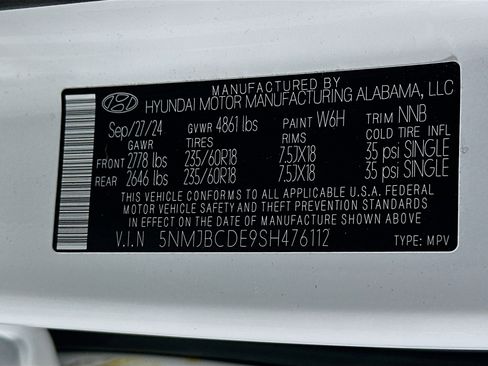 MANUFACTURED BY
HYUNDAI MOTOR MANUFACTURING ALABAMA, LLC
Sep/27/24 GVWR 4861 lbs PAINT W6H TRIM NNB
GAWR TIRES RIMS COLD TIRE INFL
FRONT 2778 lbs 235/60R18 7.5JX18 35 psi SINGLE
REAR 2646 lbs 235/60R18 7.5JX18 35 psi SINGLE
THIS VEHICLE CONFORMS TO ALL APPLICABLE U.S.A. FEDERAL
MOTOR VEHICLE SAFETY AND THEFT PREVENTION STANDARDS
IN EFFECT ON THE DATE OF MANUFACTURE SHOWN ABOVE
V.I.N 5NMJBCDE9SH476112 TYPE: MPV